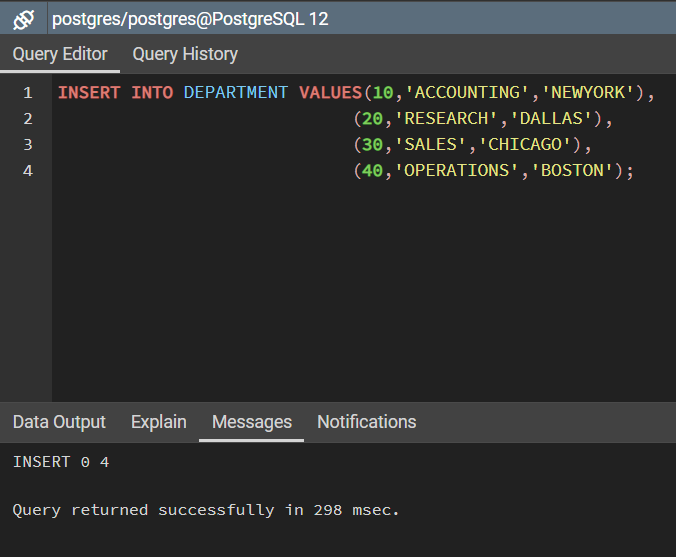 postgres/postgres@PostgreSQL 12
Query Editor Query History
1 INSERT INTO DEPARTMENT VALUES(10,'ACCOUNTING','NEWYORK'),
2 (20,'RESEARCH','DALLAS'),
3 (30,'SALES','CHICAGO'),
4 (40,'OPERATIONS','BOSTON');
Data Output Explain Messages Notifications
INSERT 0 4
Query returned successfully in 298 msec.